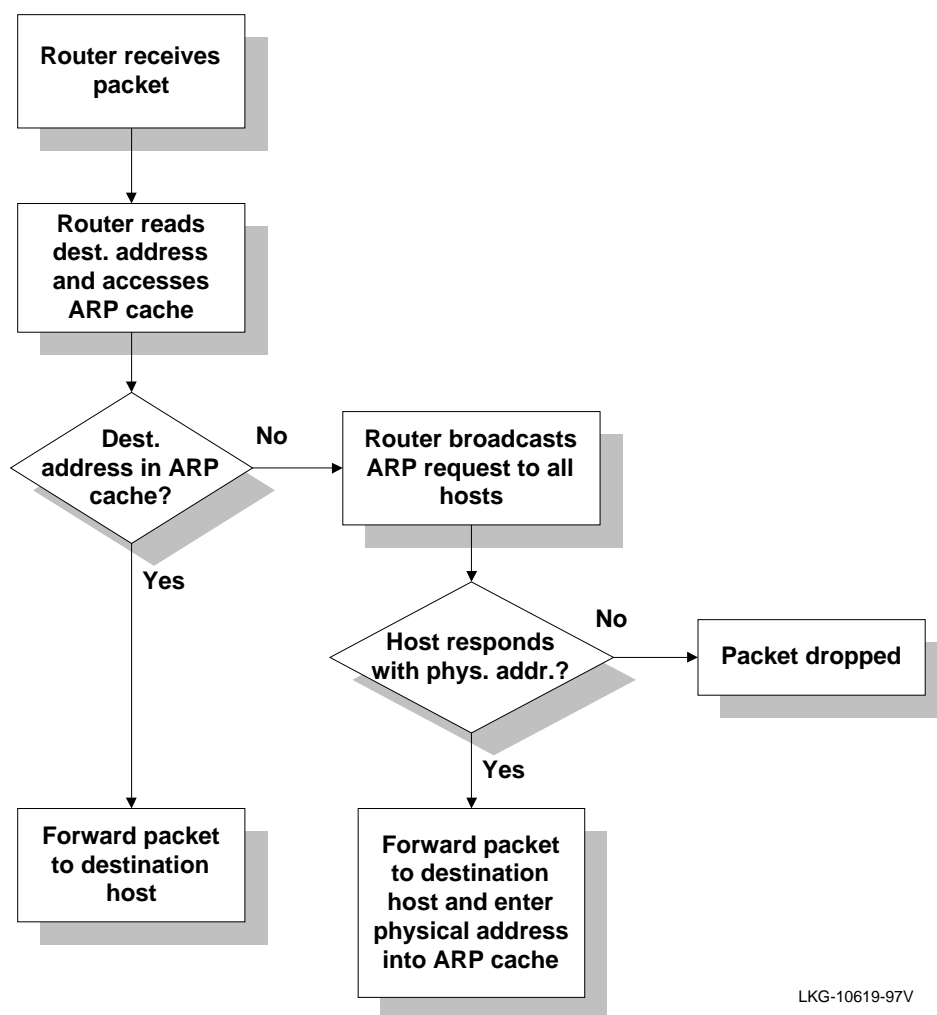 Router receives
packet
Router reads
dest. address
and accesses
ARP cache
Dest.
address in ARP
cache?
No
Router broadcasts
ARP request to all
hosts
Yes
Host responds
with phys. addr.?
No
Packet dropped
Yes
Forward packet
to destination
host
Forward packet
to destination
host and enter
physical address
into ARP cache
LKG-10619-97V